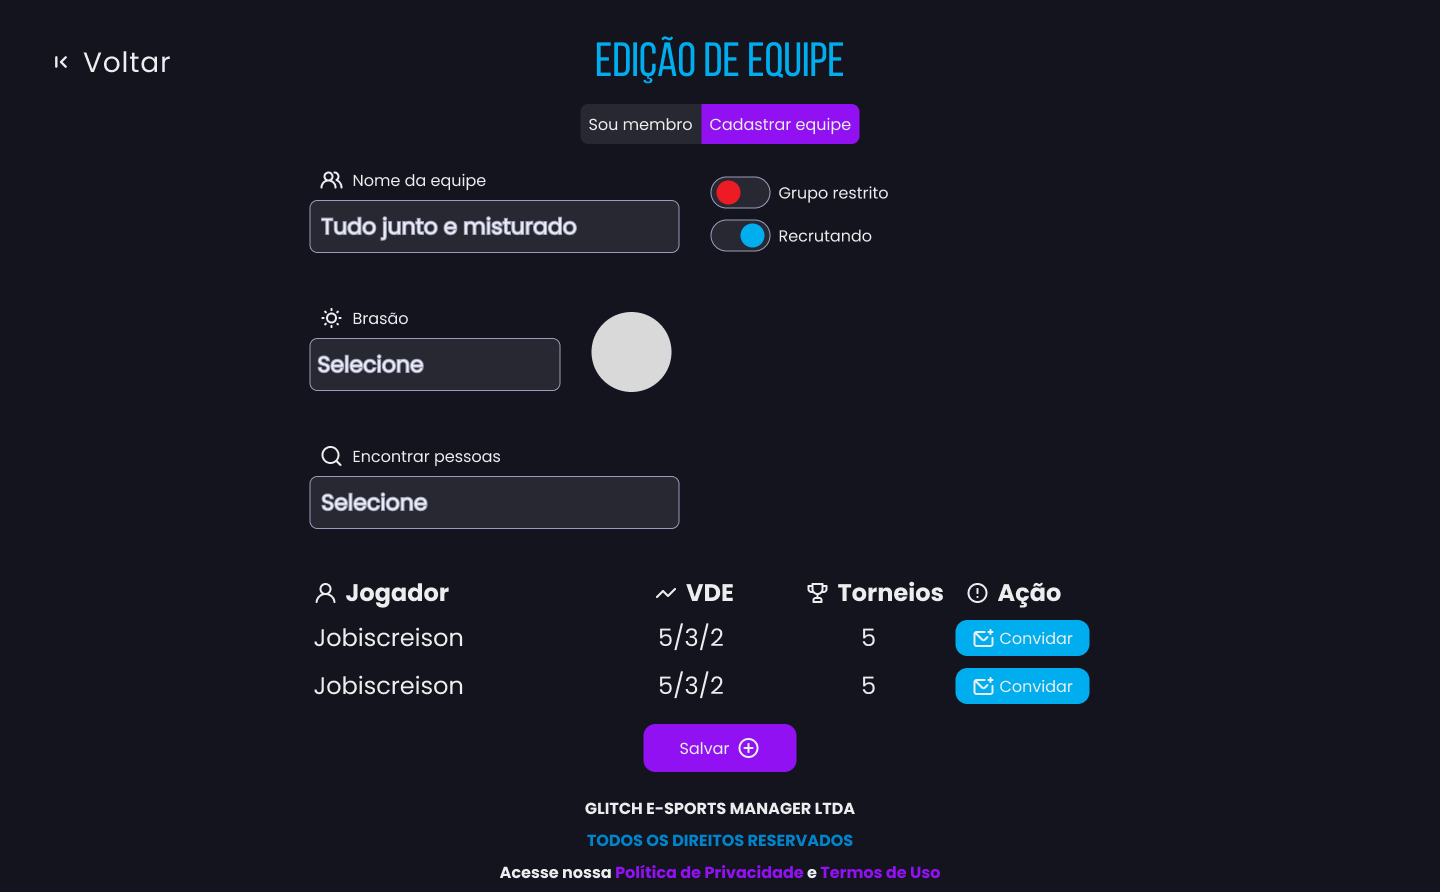 Voltar
EDIÇÃO DE EQUIPE
Sou membro Cadastrar equipe
Nome da equipe
Tudo junto e misturado
Grupo restrito
Recrutando
Brasão
Selecione
Encontrar pessoas
Selecione
Jogador VDE Torneios Ação
Jobiscreison 5/3/2 5 Convidar
Jobiscreison 5/3/2 5 Convidar
Salvar
GLITCH E-SPORTS MANAGER LTDA
TODOS OS DIREITOS RESERVADOS
Acesse nossa Política de Privacidade e Termos de Uso